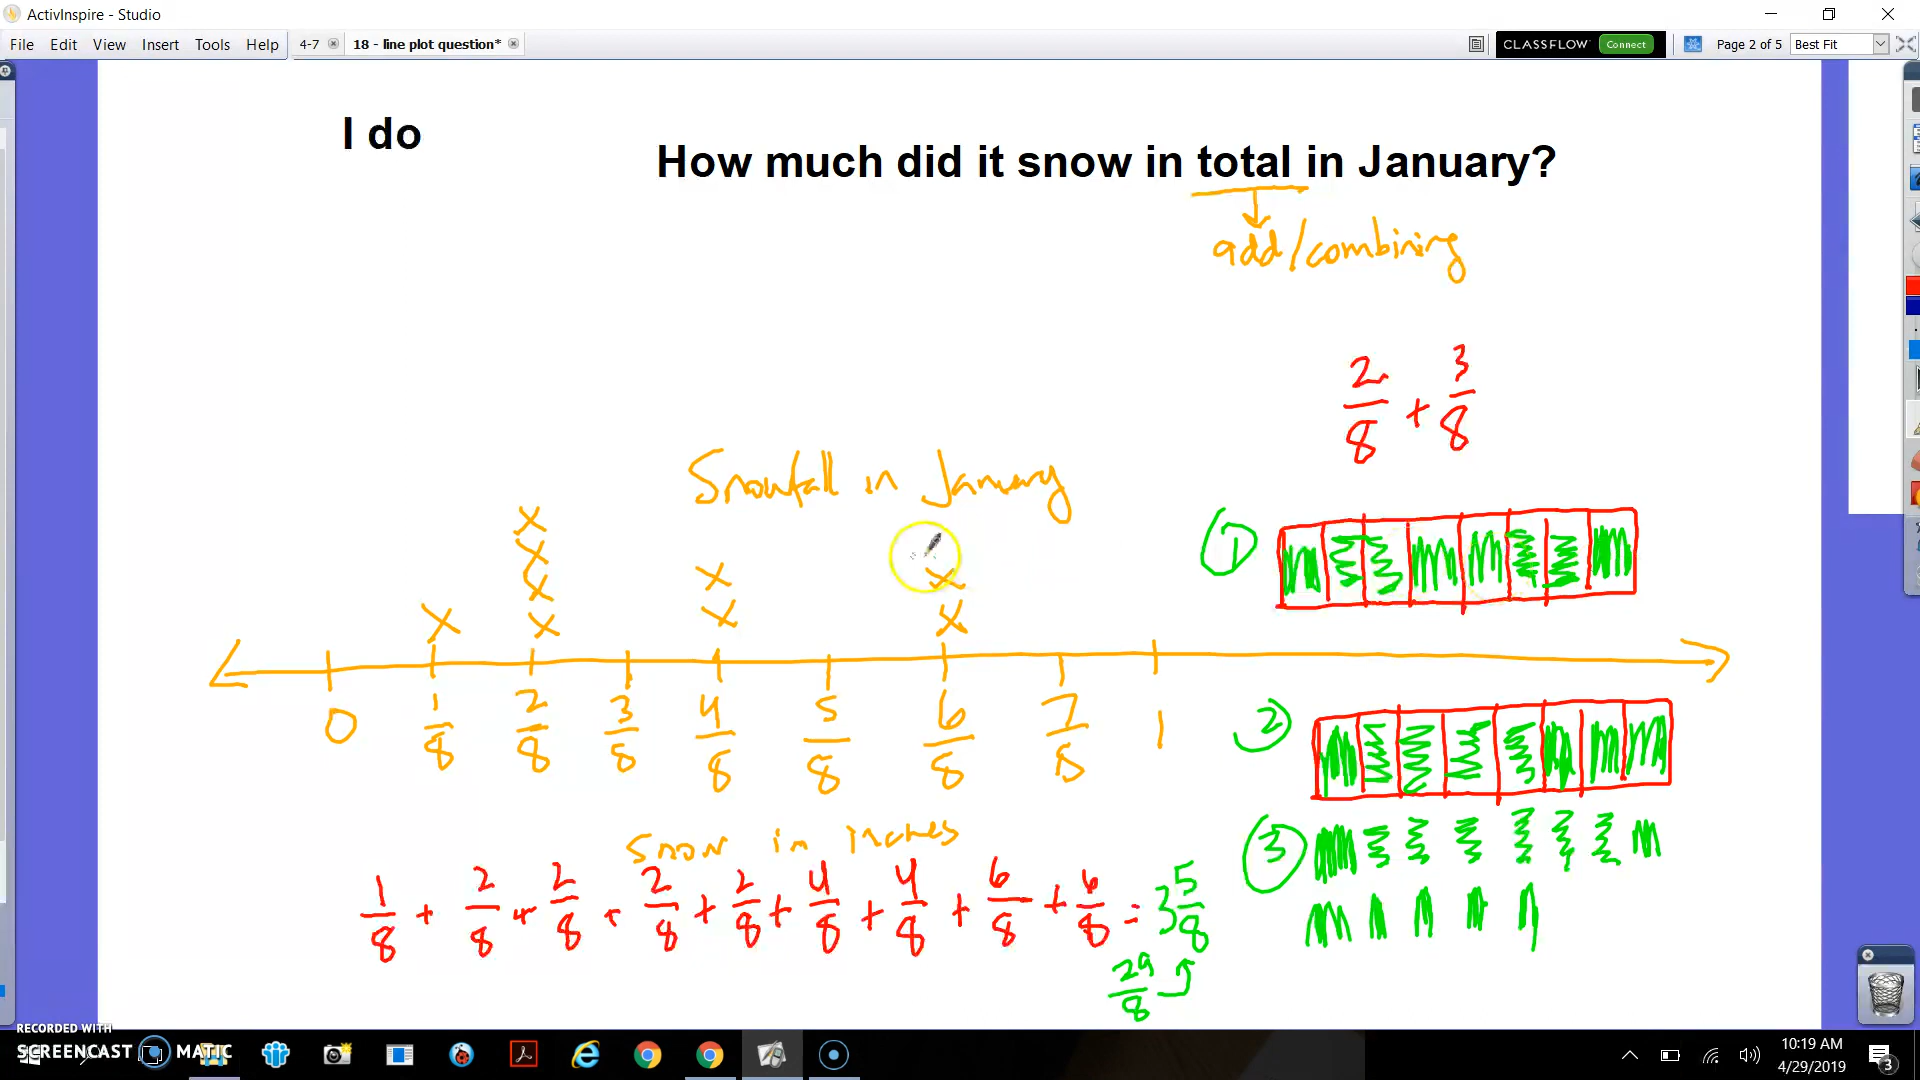 ActivInspire - Studio
File Edit View Insert Tools Help 4-7 18 - line plot question* CLASSFLOW Connect Page 2 of 5 Best Fit
I do
How much did it snow in total in January?
add/combining
2/8 + 3/8
Snowfall in January
x
x
x x x
x x x x
x
1
0 1/8 2/8 3/8 4/8 5/8 6/8 7/8 1
2
Snow in inches
3
1/8 + 2/8 + 2/8 + 2/8 + 2/8 + 4/8 + 4/8 + 6/8 + 6/8 = 3 5/8
29/8
RECORDED WITH
SCREENCAST MATIC
10:19 AM
4/29/2019
3